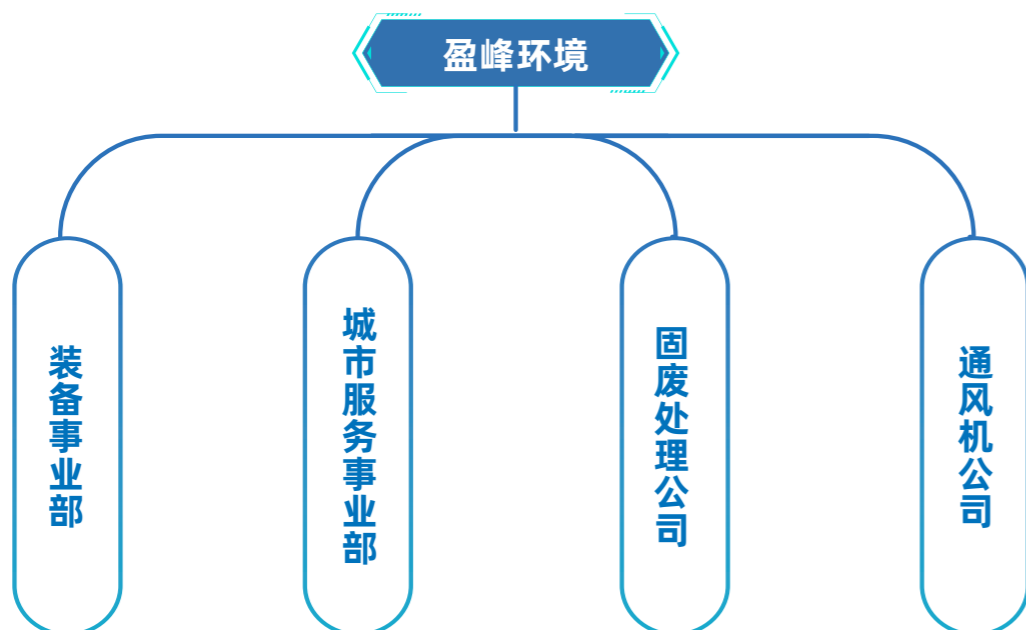 盈峰环境
装备事业部
城市服务事业部
固废处理公司
通风机公司